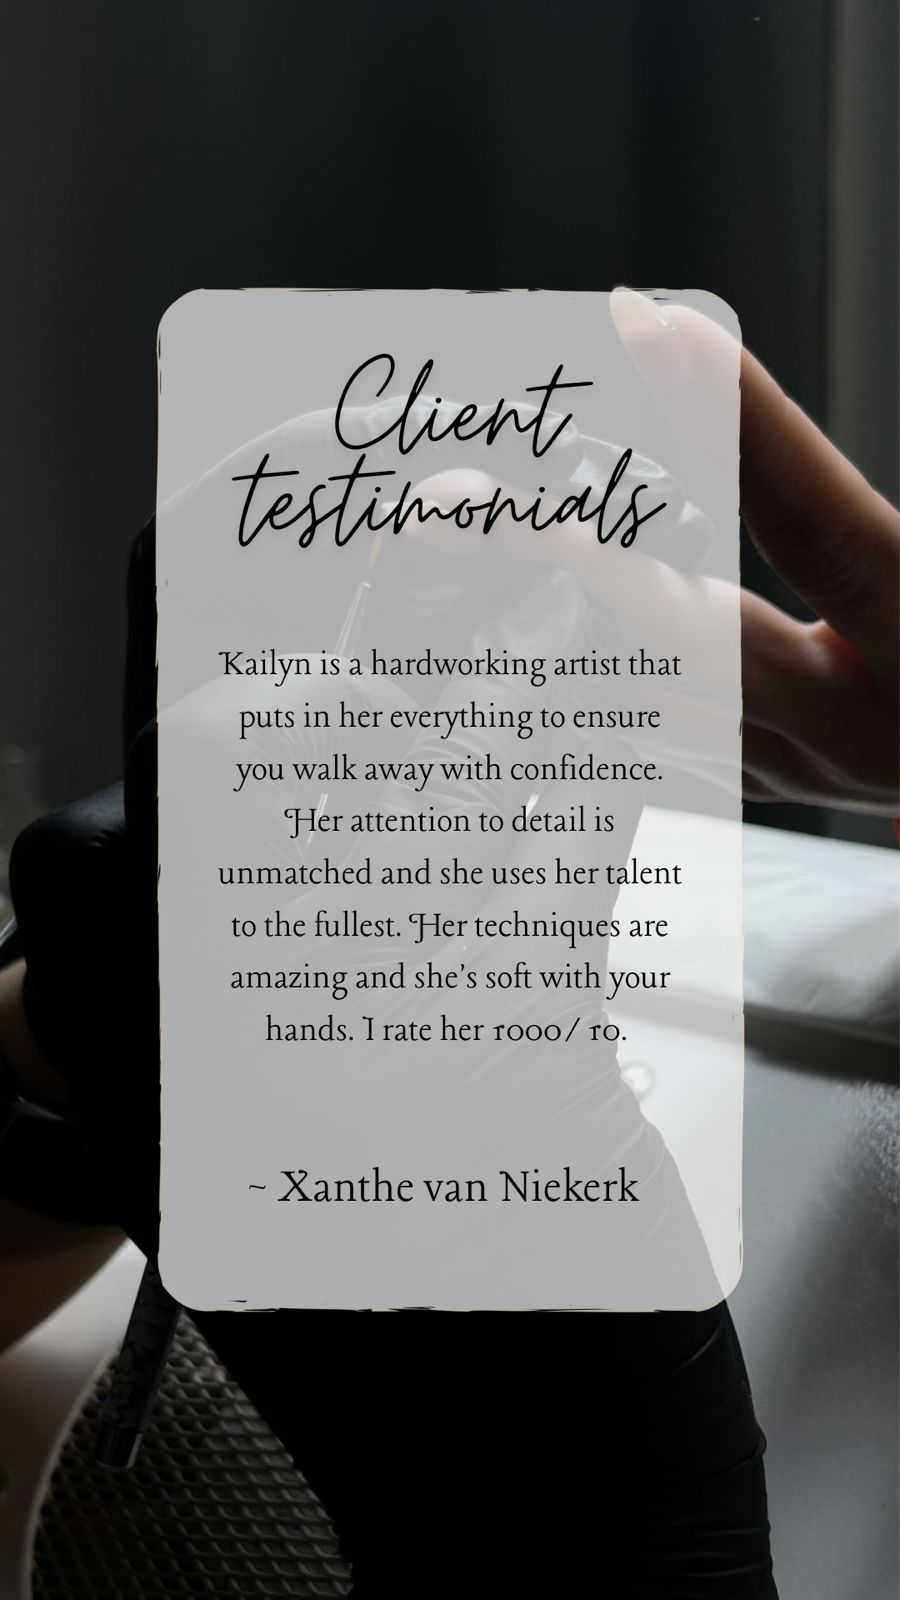 Client
testimonials
Kailyn is a hardworking artist that
puts in her everything to ensure
you walk away with confidence.
Her attention to detail is
unmatched and she uses her talent
to the fullest. Her techniques are
amazing and she's soft with your
hands. I rate her 1000/ 10.
~ Xanthe van Niekerk